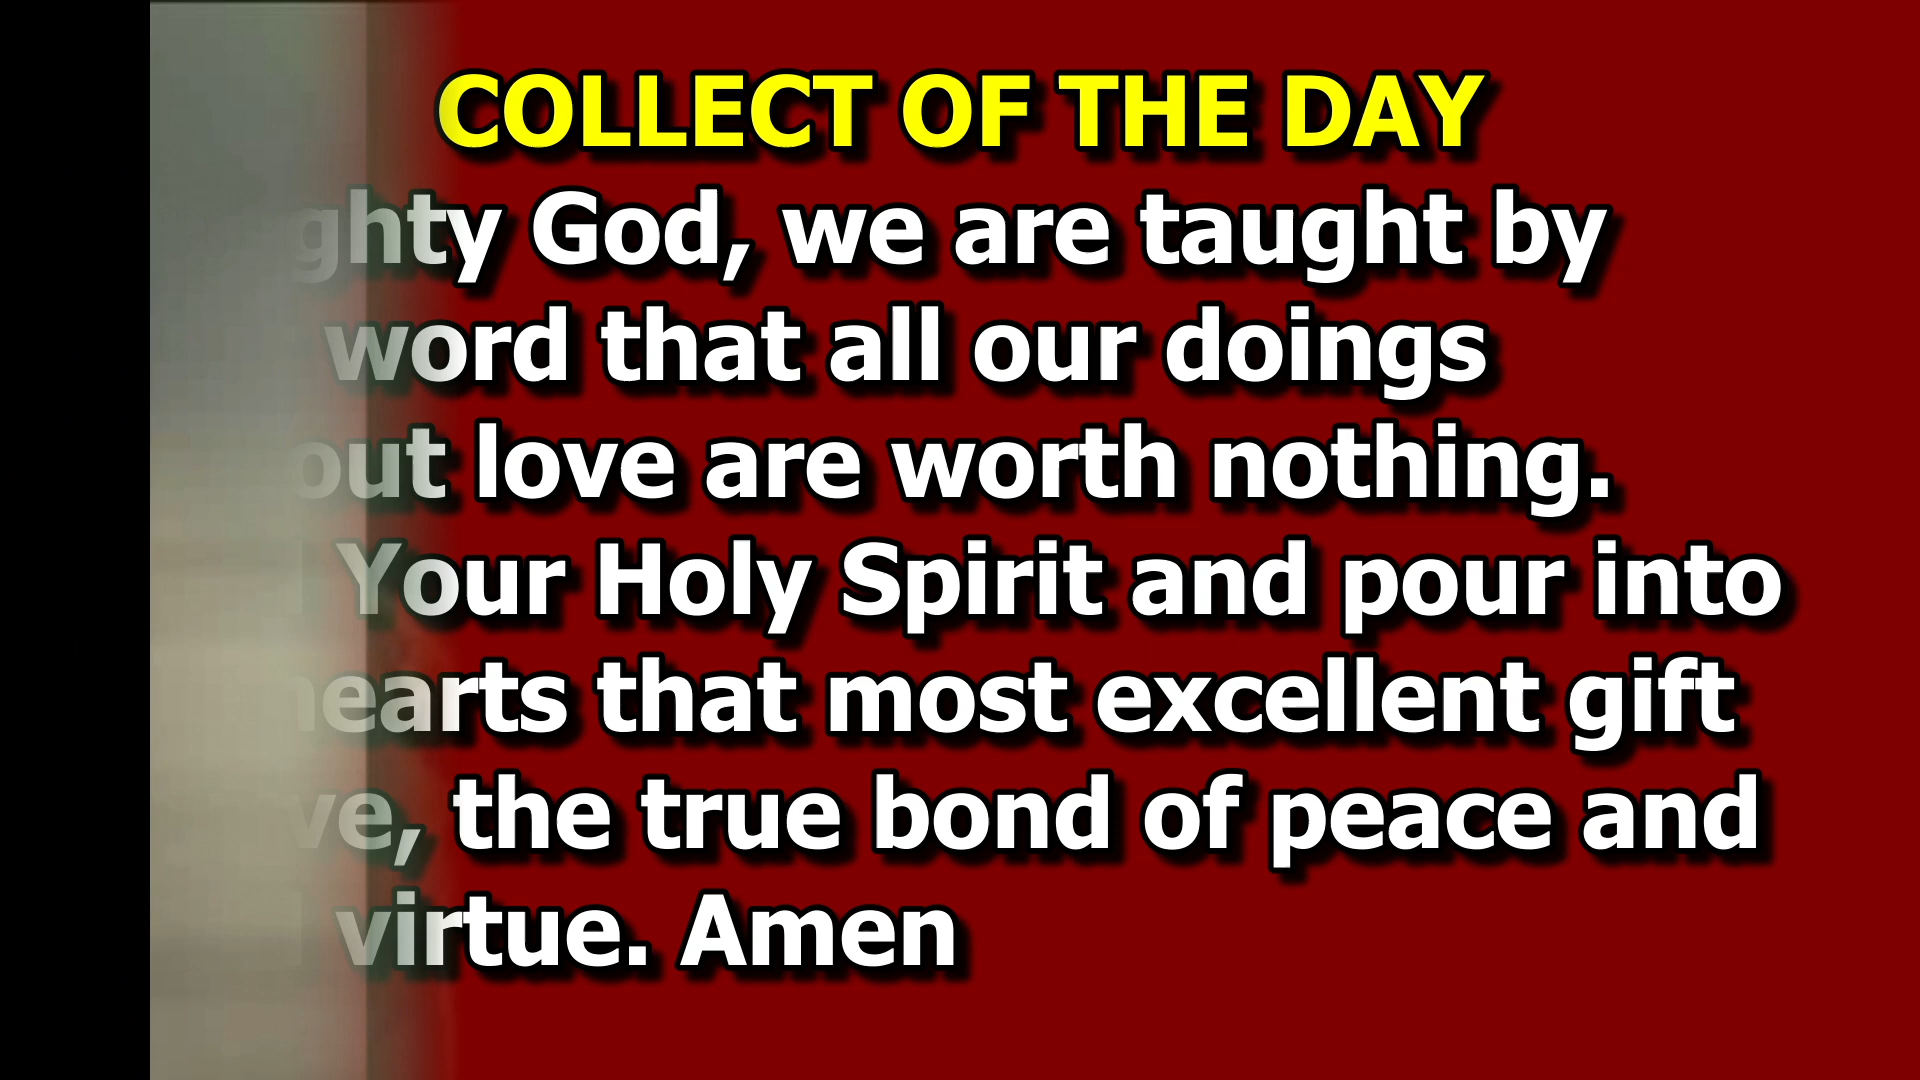 COLLECT OF THE DAY
ghty God, we are taught by
word that all our doings
out love are worth nothing.
Your Holy Spirit and pour into
hearts that most excellent gift
ve, the true bond of peace and
virtue. Amen